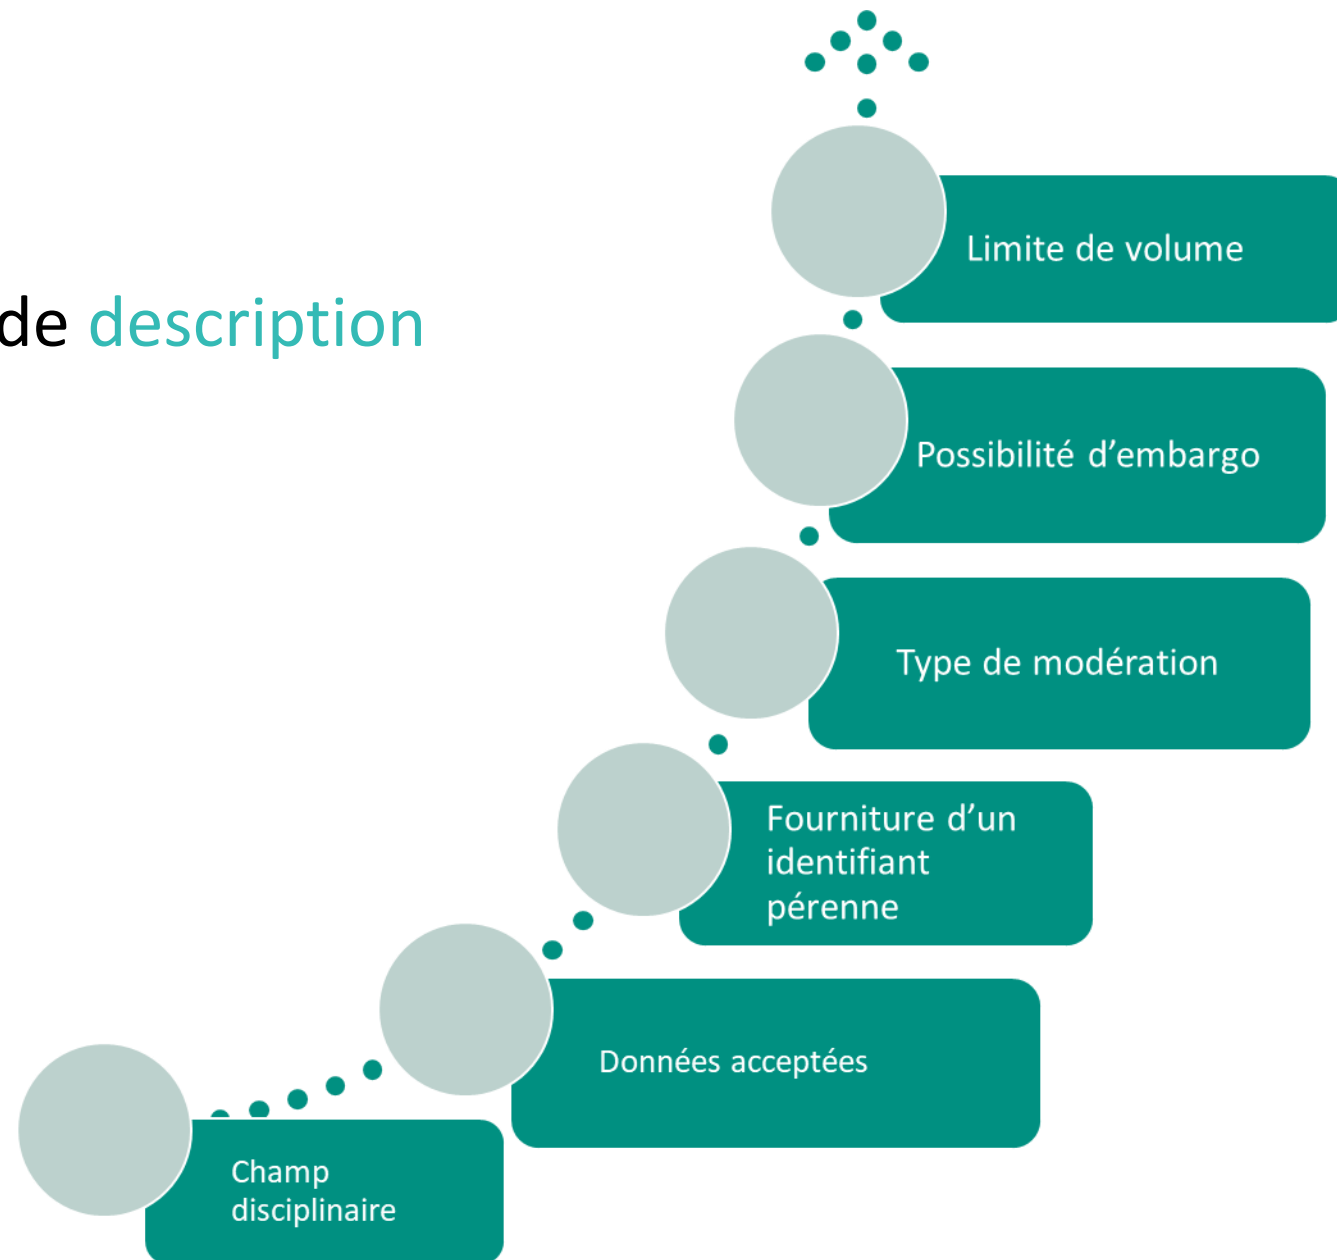 Limite de volume
de description
Possibilité d’embargo
Type de modération
Fourniture d’un
identifiant
pérenne
Données acceptées
Champ
disciplinaire